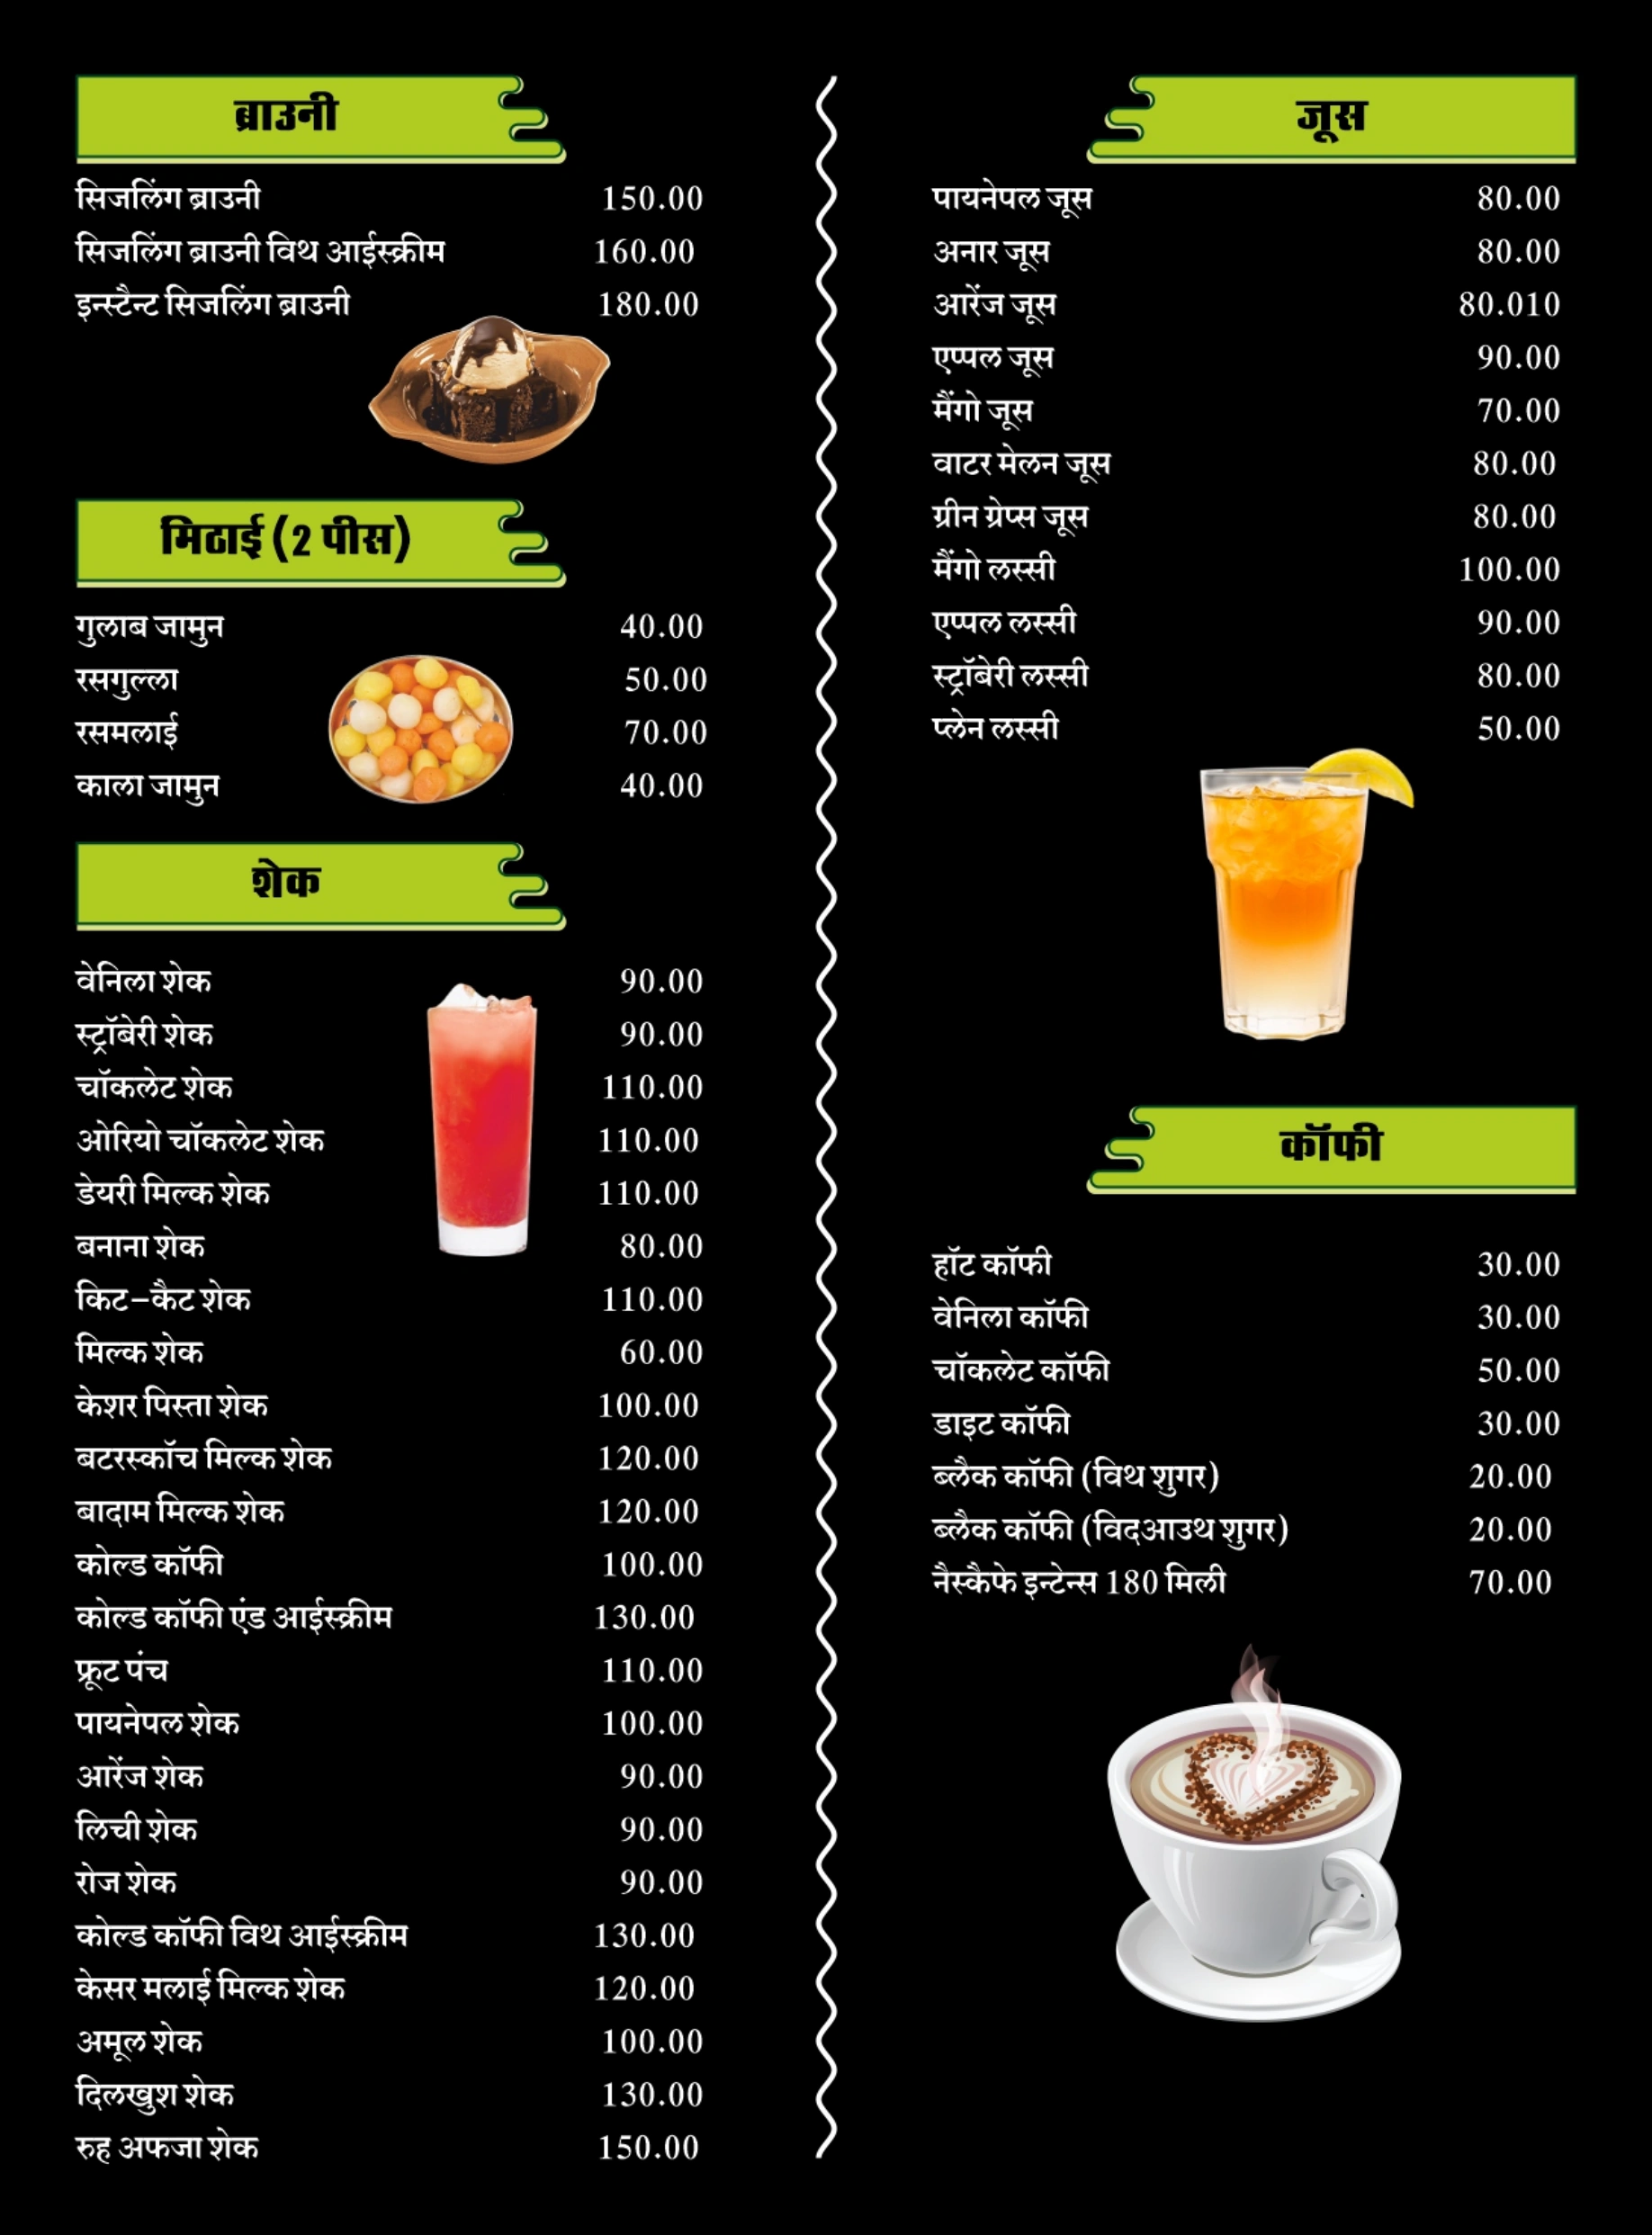 ब्राउनी
सिजलिंग ब्राउनी 150.00
सिजलिंग ब्राउनी विथ आईस्क्रीम 160.00
इन्स्टैन्ट सिजलिंग ब्राउनी 180.00
मिठाई (2 पीस)
गुलाब जामुन 40.00
रसगुल्ला 50.00
रसमलाई 70.00
काला जामुन 40.00
शेक
वेनिला शेक 90.00
स्ट्रॉबेरी शेक 90.00
चॉकलेट शेक 110.00
ओरियो चॉकलेट शेक 110.00
डेयरी मिल्क शेक 110.00
बनाना शेक 80.00
किट-कैट शेक 110.00
मिल्क शेक 60.00
केशर पिस्ता शेक 100.00
बटरस्कॉच मिल्क शेक 120.00
बादाम मिल्क शेक 120.00
कोल्ड कॉफी 100.00
कोल्ड कॉफी एंड आईस्क्रीम 130.00
फ्रूट पंच 110.00
पायनेपल शेक 100.00
आरेंज शेक 90.00
लिची शेक 90.00
रोज शेक 90.00
कोल्ड कॉफी विथ आईस्क्रीम 130.00
केसर मलाई मिल्क शेक 120.00
अमूल शेक 100.00
दिलखुश शेक 130.00
रुह अफजा शेक 150.00
जूस
पायनेपल जूस 80.00
अनार जूस 80.00
आरेंज जूस 80.010
एप्पल जूस 90.00
मैंगो जूस 70.00
वाटर मेलन जूस 80.00
ग्रीन ग्रेप्स जूस 80.00
मैंगो लस्सी 100.00
एप्पल लस्सी 90.00
स्ट्रॉबेरी लस्सी 80.00
प्लेन लस्सी 50.00
कॉफी
हॉट कॉफी 30.00
वेनिला कॉफी 30.00
चॉकलेट कॉफी 50.00
डाइट कॉफी 30.00
ब्लैक कॉफी (विथ शुगर) 20.00
ब्लैक कॉफी (विदआउथ शुगर) 20.00
नैस्कैफे इन्टेन्स 180 मिली 70.00